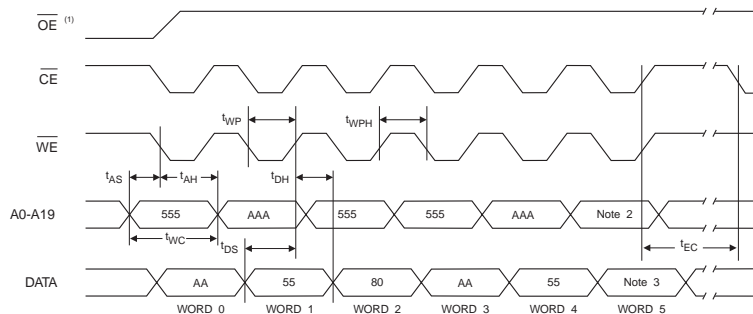 OE (1)
CE
tWP tWPH
WE
tAS tAH tDH
A0-A19 555 AAA 555 555 AAA Note 2
tWC tDS tEC
DATA AA 55 80 AA 55 Note 3
WORD 0 WORD 1 WORD 2 WORD 3 WORD 4 WORD 5